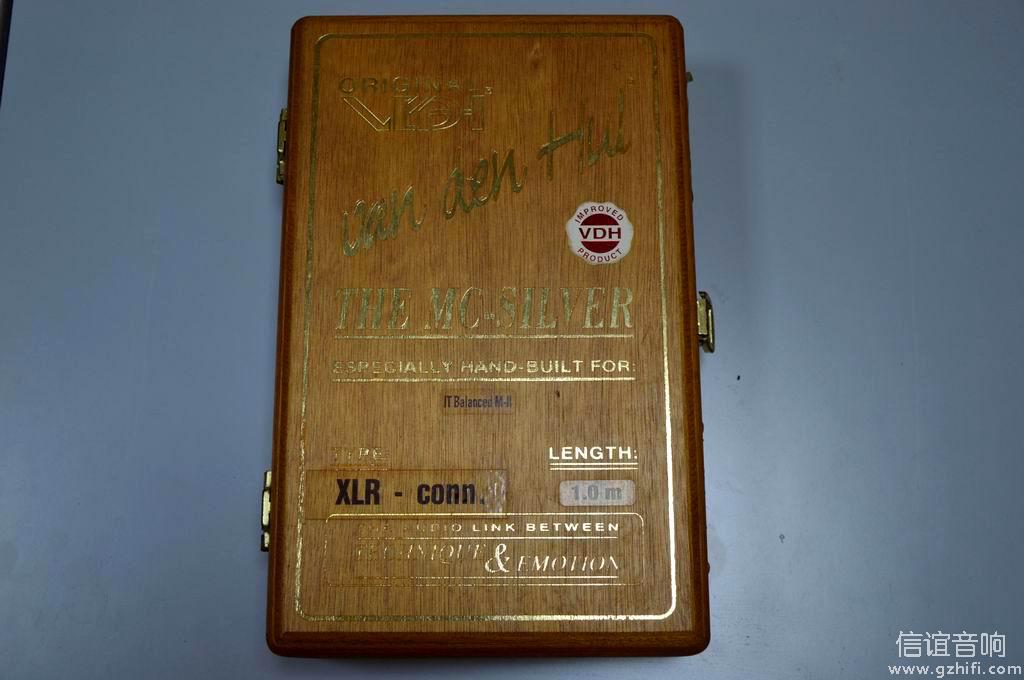 ORIGINAL
VDH
van den Hul
IMPROVED
VDH
PRODUCT
THE MC-SILVER
ESPECIALLY HAND-BUILT FOR:
IT Balanced M-II
TYPE
LENGTH:
XLR - conn.
1.0 m
THE AUDIO LINK BETWEEN
TECHNIQUE & EMOTION
信谊音响
www.gzhifi.com